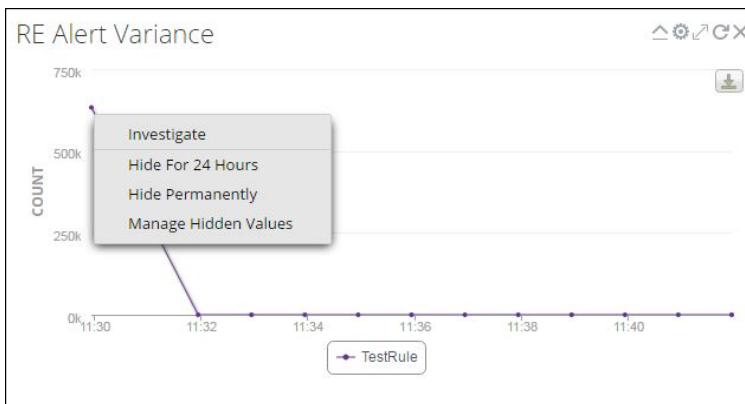 RE Alert Variance
750k
Investigate
Hide For 24 Hours
Hide Permanently
Manage Hidden Values
500k
COUNT
250k
0k
11:30
11:32
11:34
11:36
11:38
11:40
TestRule